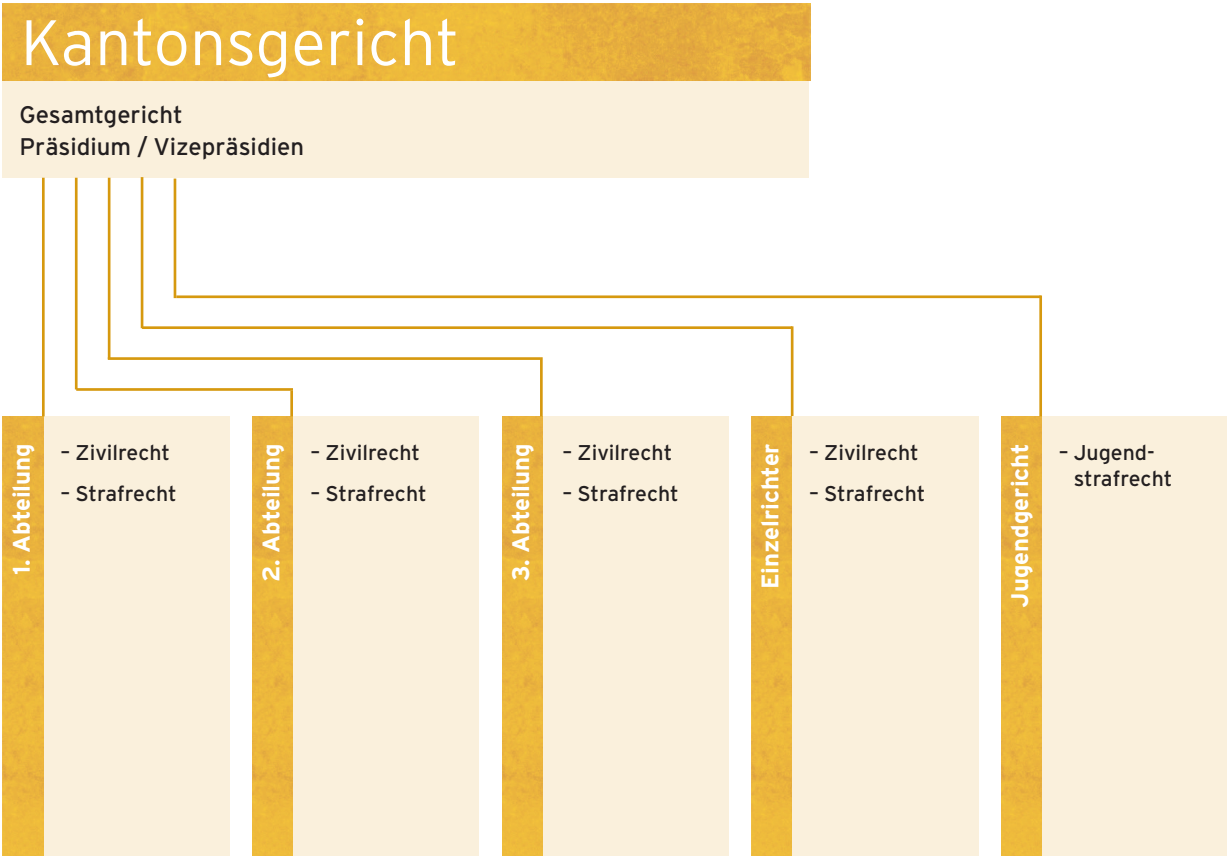 Kantonsgericht
Gesamtgericht
Präsidium / Vizepräsidien
1. Abteilung
– Zivilrecht
– Strafrecht
2. Abteilung
– Zivilrecht
– Strafrecht
3. Abteilung
– Zivilrecht
– Strafrecht
Einzelrichter
– Zivilrecht
– Strafrecht
Jugendgericht
– Jugend-
strafrecht